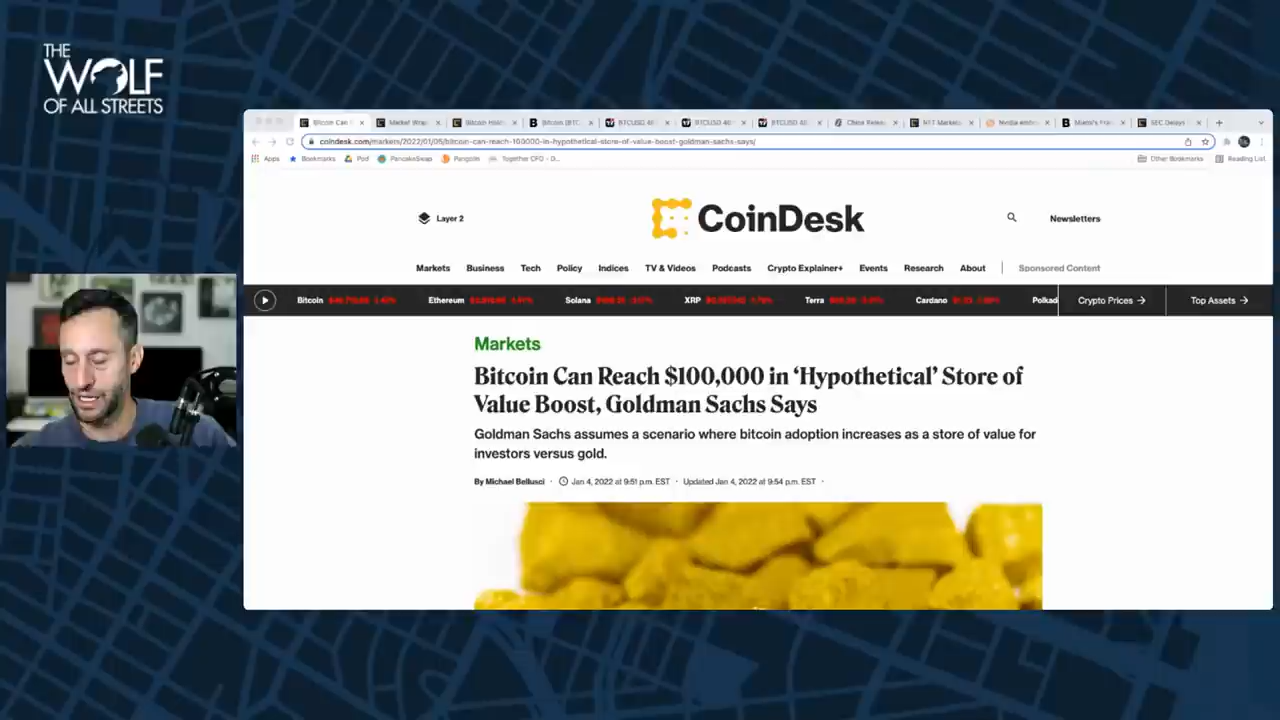 THE
WOLF
OF ALL STREETS
Bitcoin Can
Market Wrap
coindesk.com/markets/2022/01/05/bitcoin-can-reach-100000-in-hypothetical-store-of-value-boost-goldman-sachs-says/
Apps Bookmarks Pod PancakeSwap Pangolin Together CFO - D... Other Bookmarks Reading List
Layer 2
CoinDesk
Newsletters
Markets Business Tech Policy Indices TV & Videos Podcasts Crypto Explainer+ Events Research About Sponsored Content
Bitcoin Ethereum Solana XRP Terra Cardano Polkad Crypto Prices → Top Assets →
Markets
Bitcoin Can Reach $100,000 in ‘Hypothetical’ Store of
Value Boost, Goldman Sachs Says
Goldman Sachs assumes a scenario where bitcoin adoption increases as a store of value for
investors versus gold.
By Michael Bellusci · Jan 4, 2022 at 9:51 p.m. EST · Updated Jan 4, 2022 at 9:54 p.m. EST ·